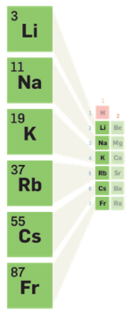 3
Li
11
Na
19
K
37
Rb
55
Cs
87
Fr
1
H
2
Li Be
Na Mg
K Ca
Rb Sr
Cs Ba
Fr Ra